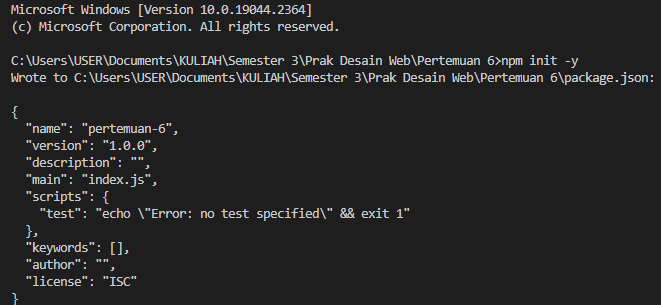 Microsoft Windows [Version 10.0.19044.2364]
(c) Microsoft Corporation. All rights reserved.
C:\Users\USER\Documents\KULIAH\Semester 3\Prak Desain Web\Pertemuan 6>npm init -y
Wrote to C:\Users\USER\Documents\KULIAH\Semester 3\Prak Desain Web\Pertemuan 6\package.json:
{
  "name": "pertemuan-6",
  "version": "1.0.0",
  "description": "",
  "main": "index.js",
  "scripts": {
    "test": "echo \"Error: no test specified\" && exit 1"
  },
  "keywords": [],
  "author": "",
  "license": "ISC"
}